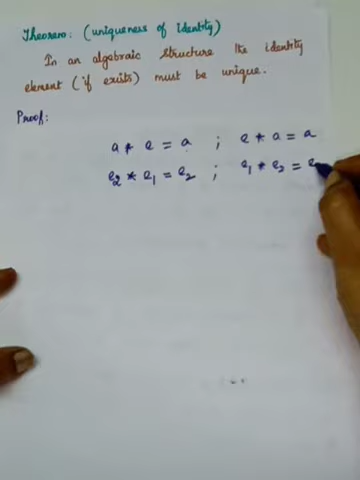 Theorem: (uniqueness of identity)
In an algebraic structure the identity
element (if exits) must be unique.
Proof:
a * e = a ; e * a = a
e₂ * e₁ = e₂ ; e₁ * e₂ = e